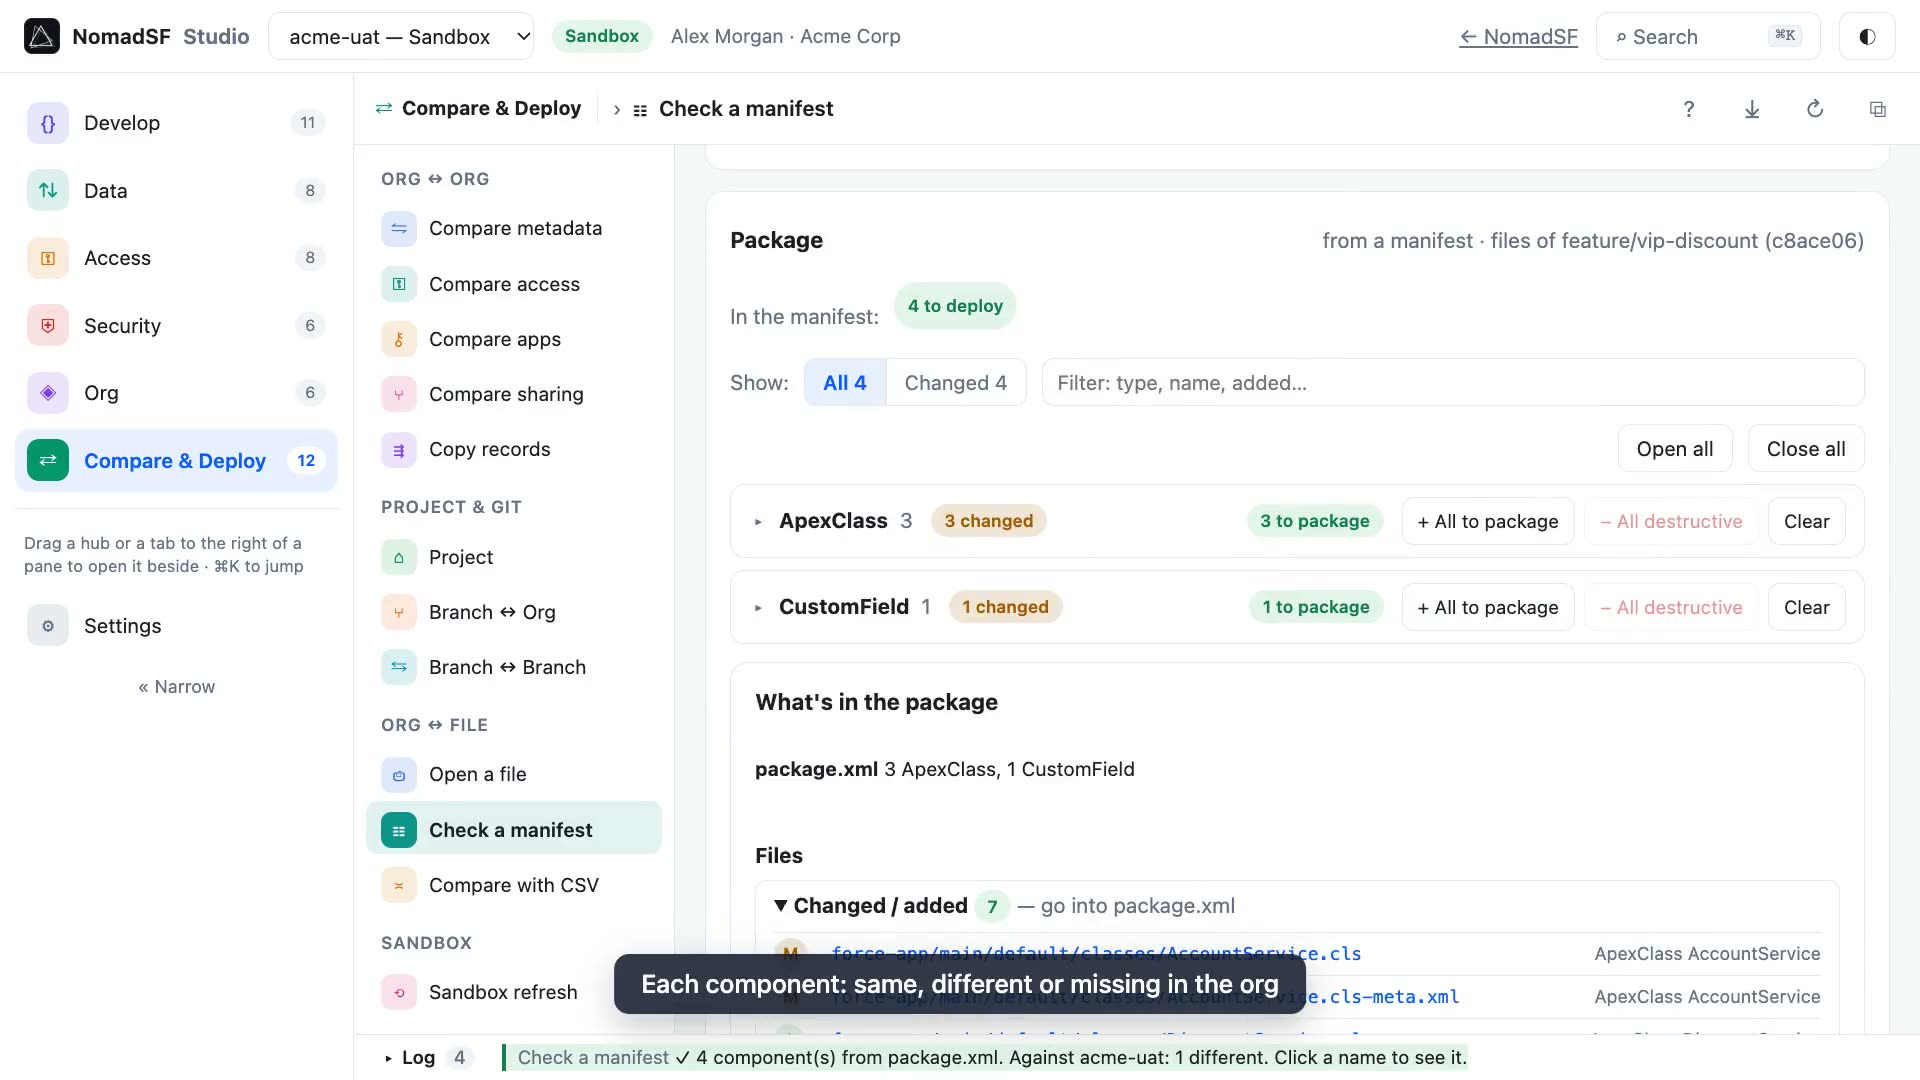 NomadSF Studio
acme-uat — Sandbox
Sandbox
Alex Morgan · Acme Corp
← NomadSF
Search
⌘K
Develop 11
Data 8
Access 8
Security 6
Org 6
Compare & Deploy 12
Drag a hub or a tab to the right of a
pane to open it beside · ⌘K to jump
Settings
« Narrow
Compare & Deploy › Check a manifest
?
ORG ↔ ORG
Compare metadata
Compare access
Compare apps
Compare sharing
Copy records
PROJECT & GIT
Project
Branch ↔ Org
Branch ↔ Branch
ORG ↔ FILE
Open a file
Check a manifest
Compare with CSV
SANDBOX
Sandbox refresh
Package
from a manifest · files of feature/vip-discount (c8ace06)
In the manifest: 4 to deploy
Show: All 4 Changed 4
Filter: type, name, added...
Open all
Close all
ApexClass 3 3 changed 3 to package + All to package − All destructive Clear
CustomField 1 1 changed 1 to package + All to package − All destructive Clear
What's in the package
package.xml 3 ApexClass, 1 CustomField
Files
▼ Changed / added 7 — go into package.xml
M force-app/main/default/classes/AccountService.cls ApexClass AccountService
.cls-meta.xml ApexClass AccountService
Each component: same, different or missing in the org
▸ Log 4
Check a manifest ✓ 4 component(s) from package.xml. Against acme-uat: 1 different. Click a name to see it.